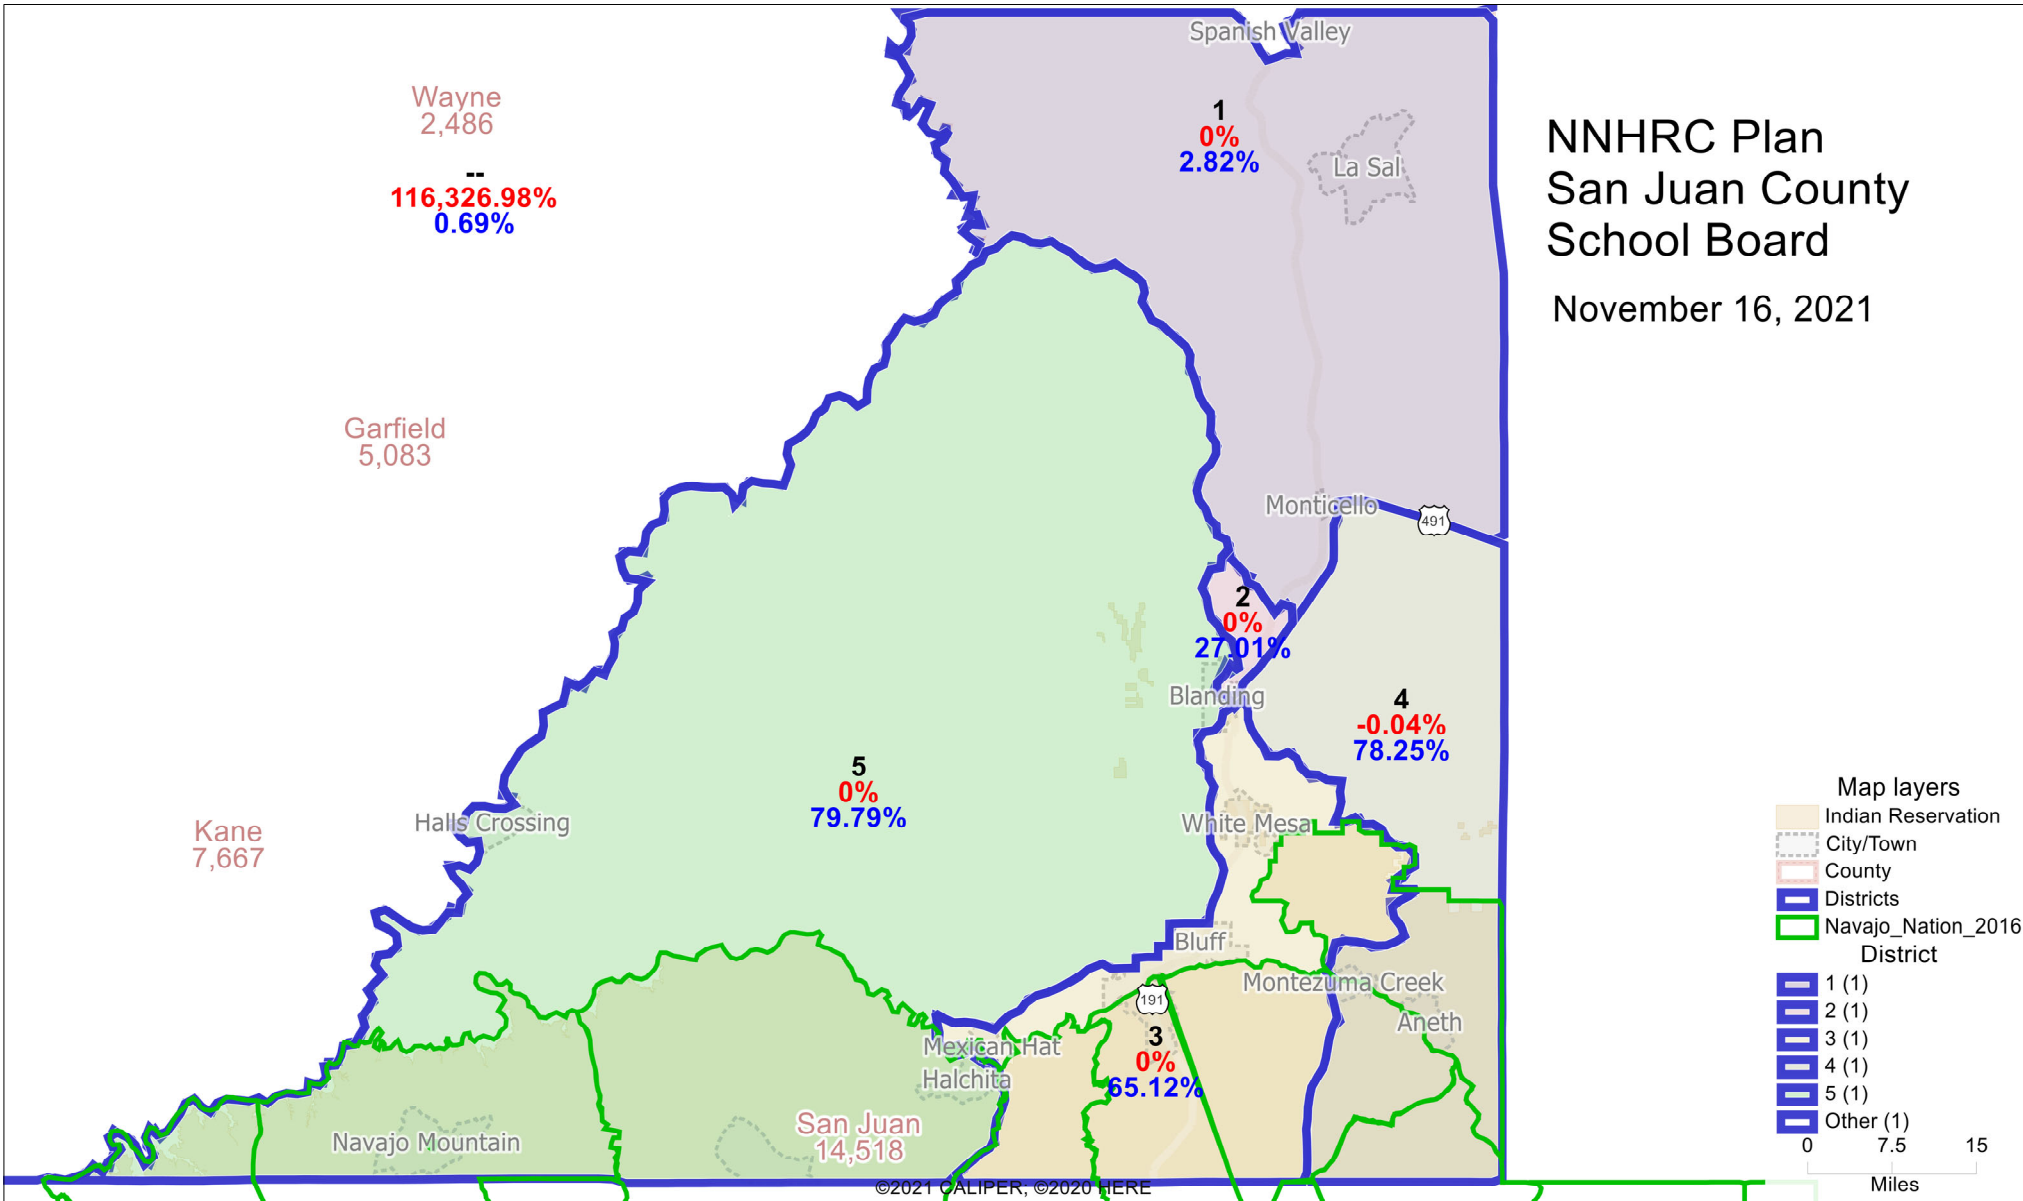 Spanish Valley
Wayne
2,486
--
116,326.98%
0.69%
1
0%
2.82%
La Sal
NNHRC Plan
San Juan County
School Board
November 16, 2021
Garfield
5,083
Monticello
491
2
0%
27.01%
Blanding
4
-0.04%
78.25%
5
0%
79.79%
Halls Crossing
Kane
7,667
White Mesa
Bluff
Montezuma Creek
191
Aneth
3
0%
65.12%
Mexican Hat
Halchita
San Juan
14,518
Navajo Mountain
©2021 CALIPER; ©2020 HERE
Map layers
Indian Reservation
City/Town
County
Districts
Navajo_Nation_2016
District
1 (1)
2 (1)
3 (1)
4 (1)
5 (1)
Other (1)
0 7.5 15
Miles